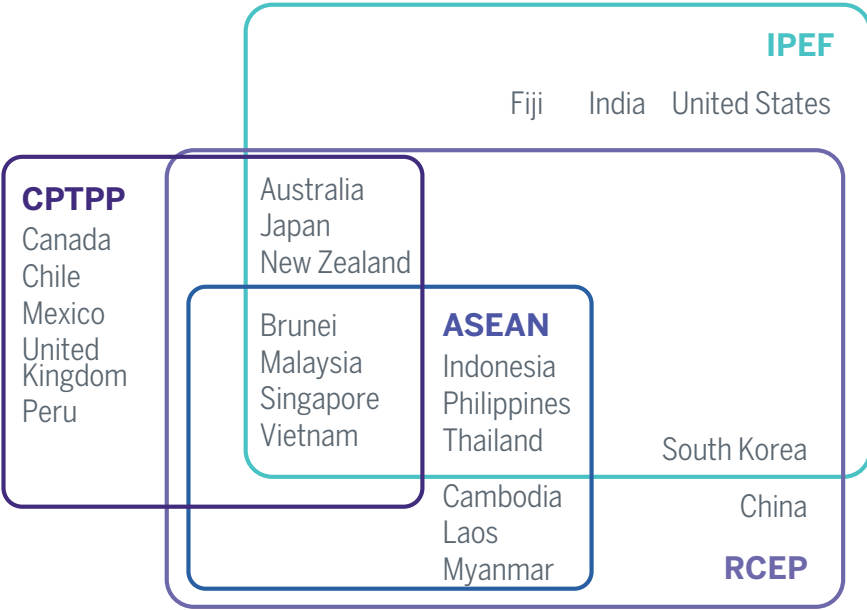 IPEF
Fiji India United States
CPTPP
Canada
Chile
Mexico
United
Kingdom
Peru
Australia
Japan
New Zealand
Brunei
Malaysia
Singapore
Vietnam
ASEAN
Indonesia
Philippines
Thailand
Cambodia
Laos
Myanmar
South Korea
China
RCEP